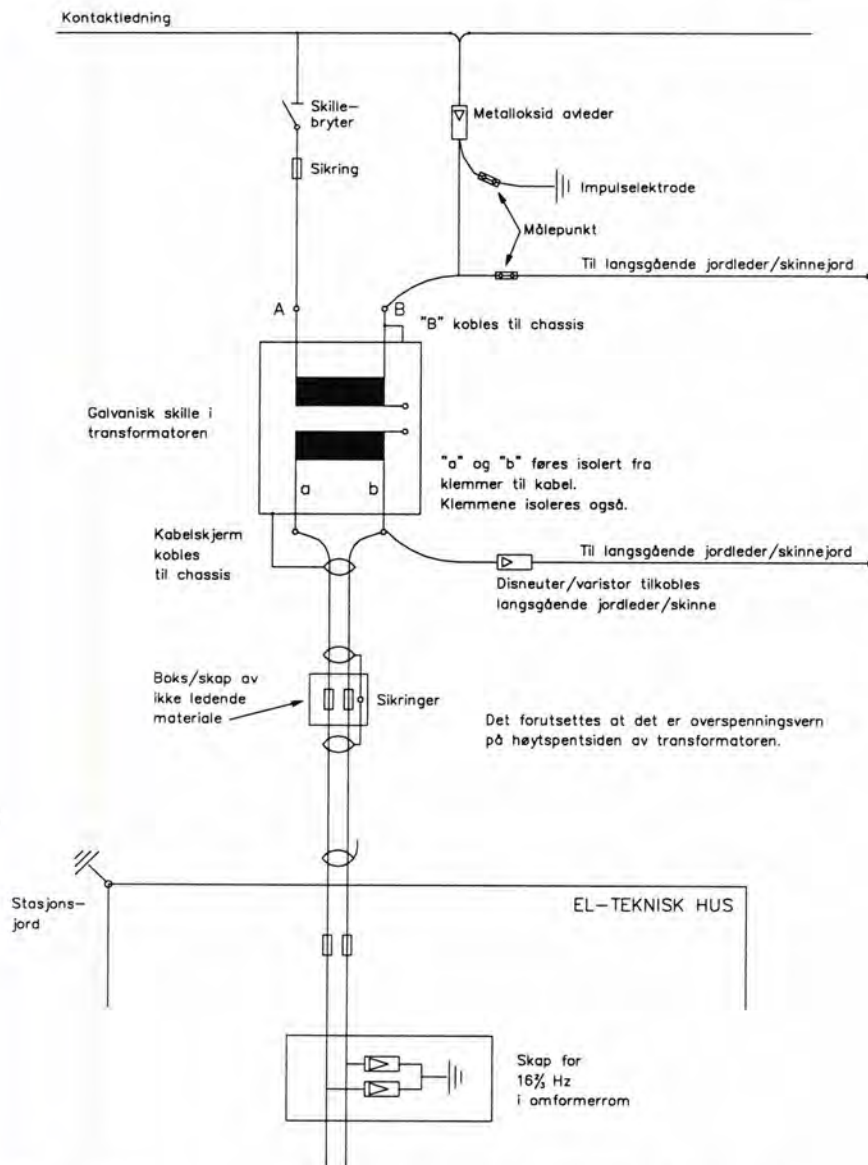 Kontaktledning
Skille-
bryter
Metalloksid avleder
Sikring
Impulselektrode
Målepunkt
Til langsgående jordleder/skinnejord
A
B
"B" kobles til chassis
Galvanisk skille i
transformatoren
"a" og "b" føres isolert fra
klemmer til kabel.
Klemmene isoleres også.
a
b
Kabelskjerm
kobles
til chassis
Til langsgående jordleder/skinnejord
Disneuter/varistor tilkobles
langsgående jordleder/skinne
Boks/skap av
ikke ledende
materiale
Sikringer
Det forutsettes at det er overspenningsvern
på høytspentsiden av transformatoren.
Stasjons-
jord
EL-TEKNISK HUS
Skap for
16⅔ Hz
i omformerrom